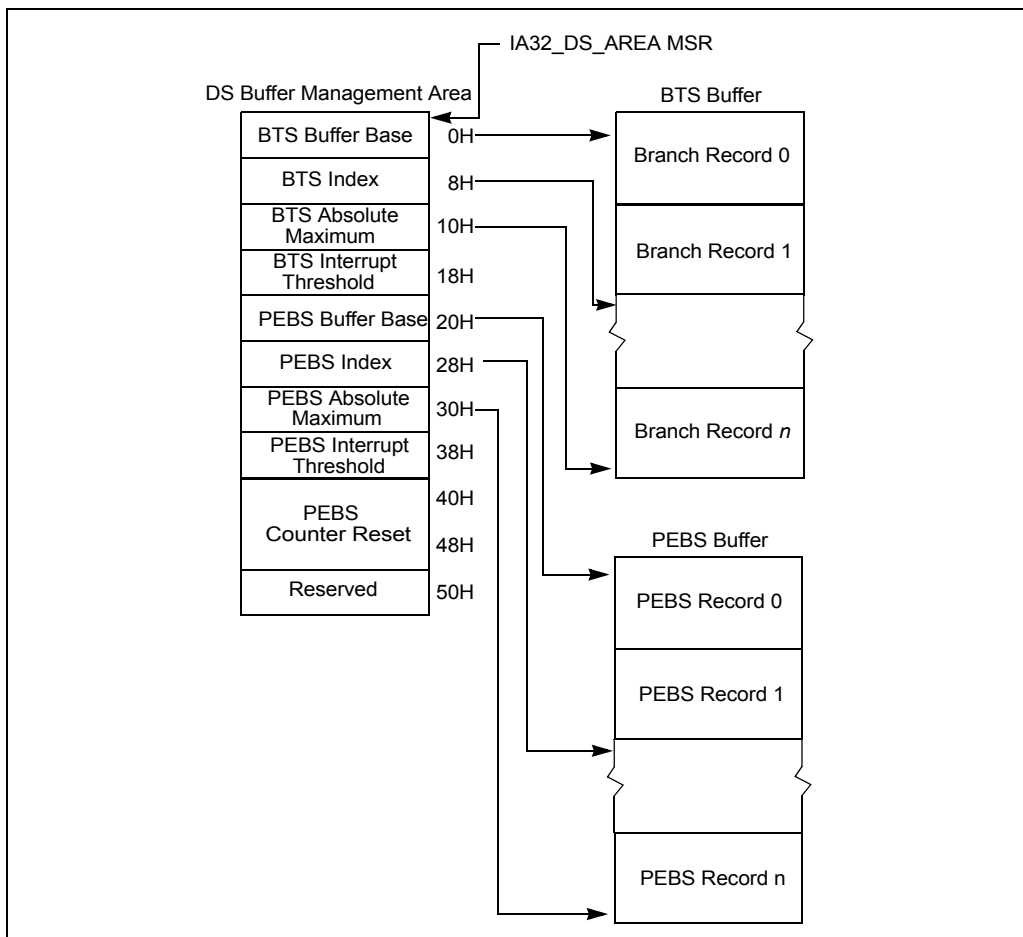 IA32_DS_AREA MSR
DS Buffer Management Area
BTS Buffer Base 0H
BTS Index 8H
BTS Absolute
Maximum 10H
BTS Interrupt
Threshold 18H
PEBS Buffer Base 20H
PEBS Index 28H
PEBS Absolute
Maximum 30H
PEBS Interrupt
Threshold 38H
40H
PEBS
Counter Reset
48H
Reserved 50H
BTS Buffer
Branch Record 0
Branch Record 1
Branch Record n
PEBS Buffer
PEBS Record 0
PEBS Record 1
PEBS Record n